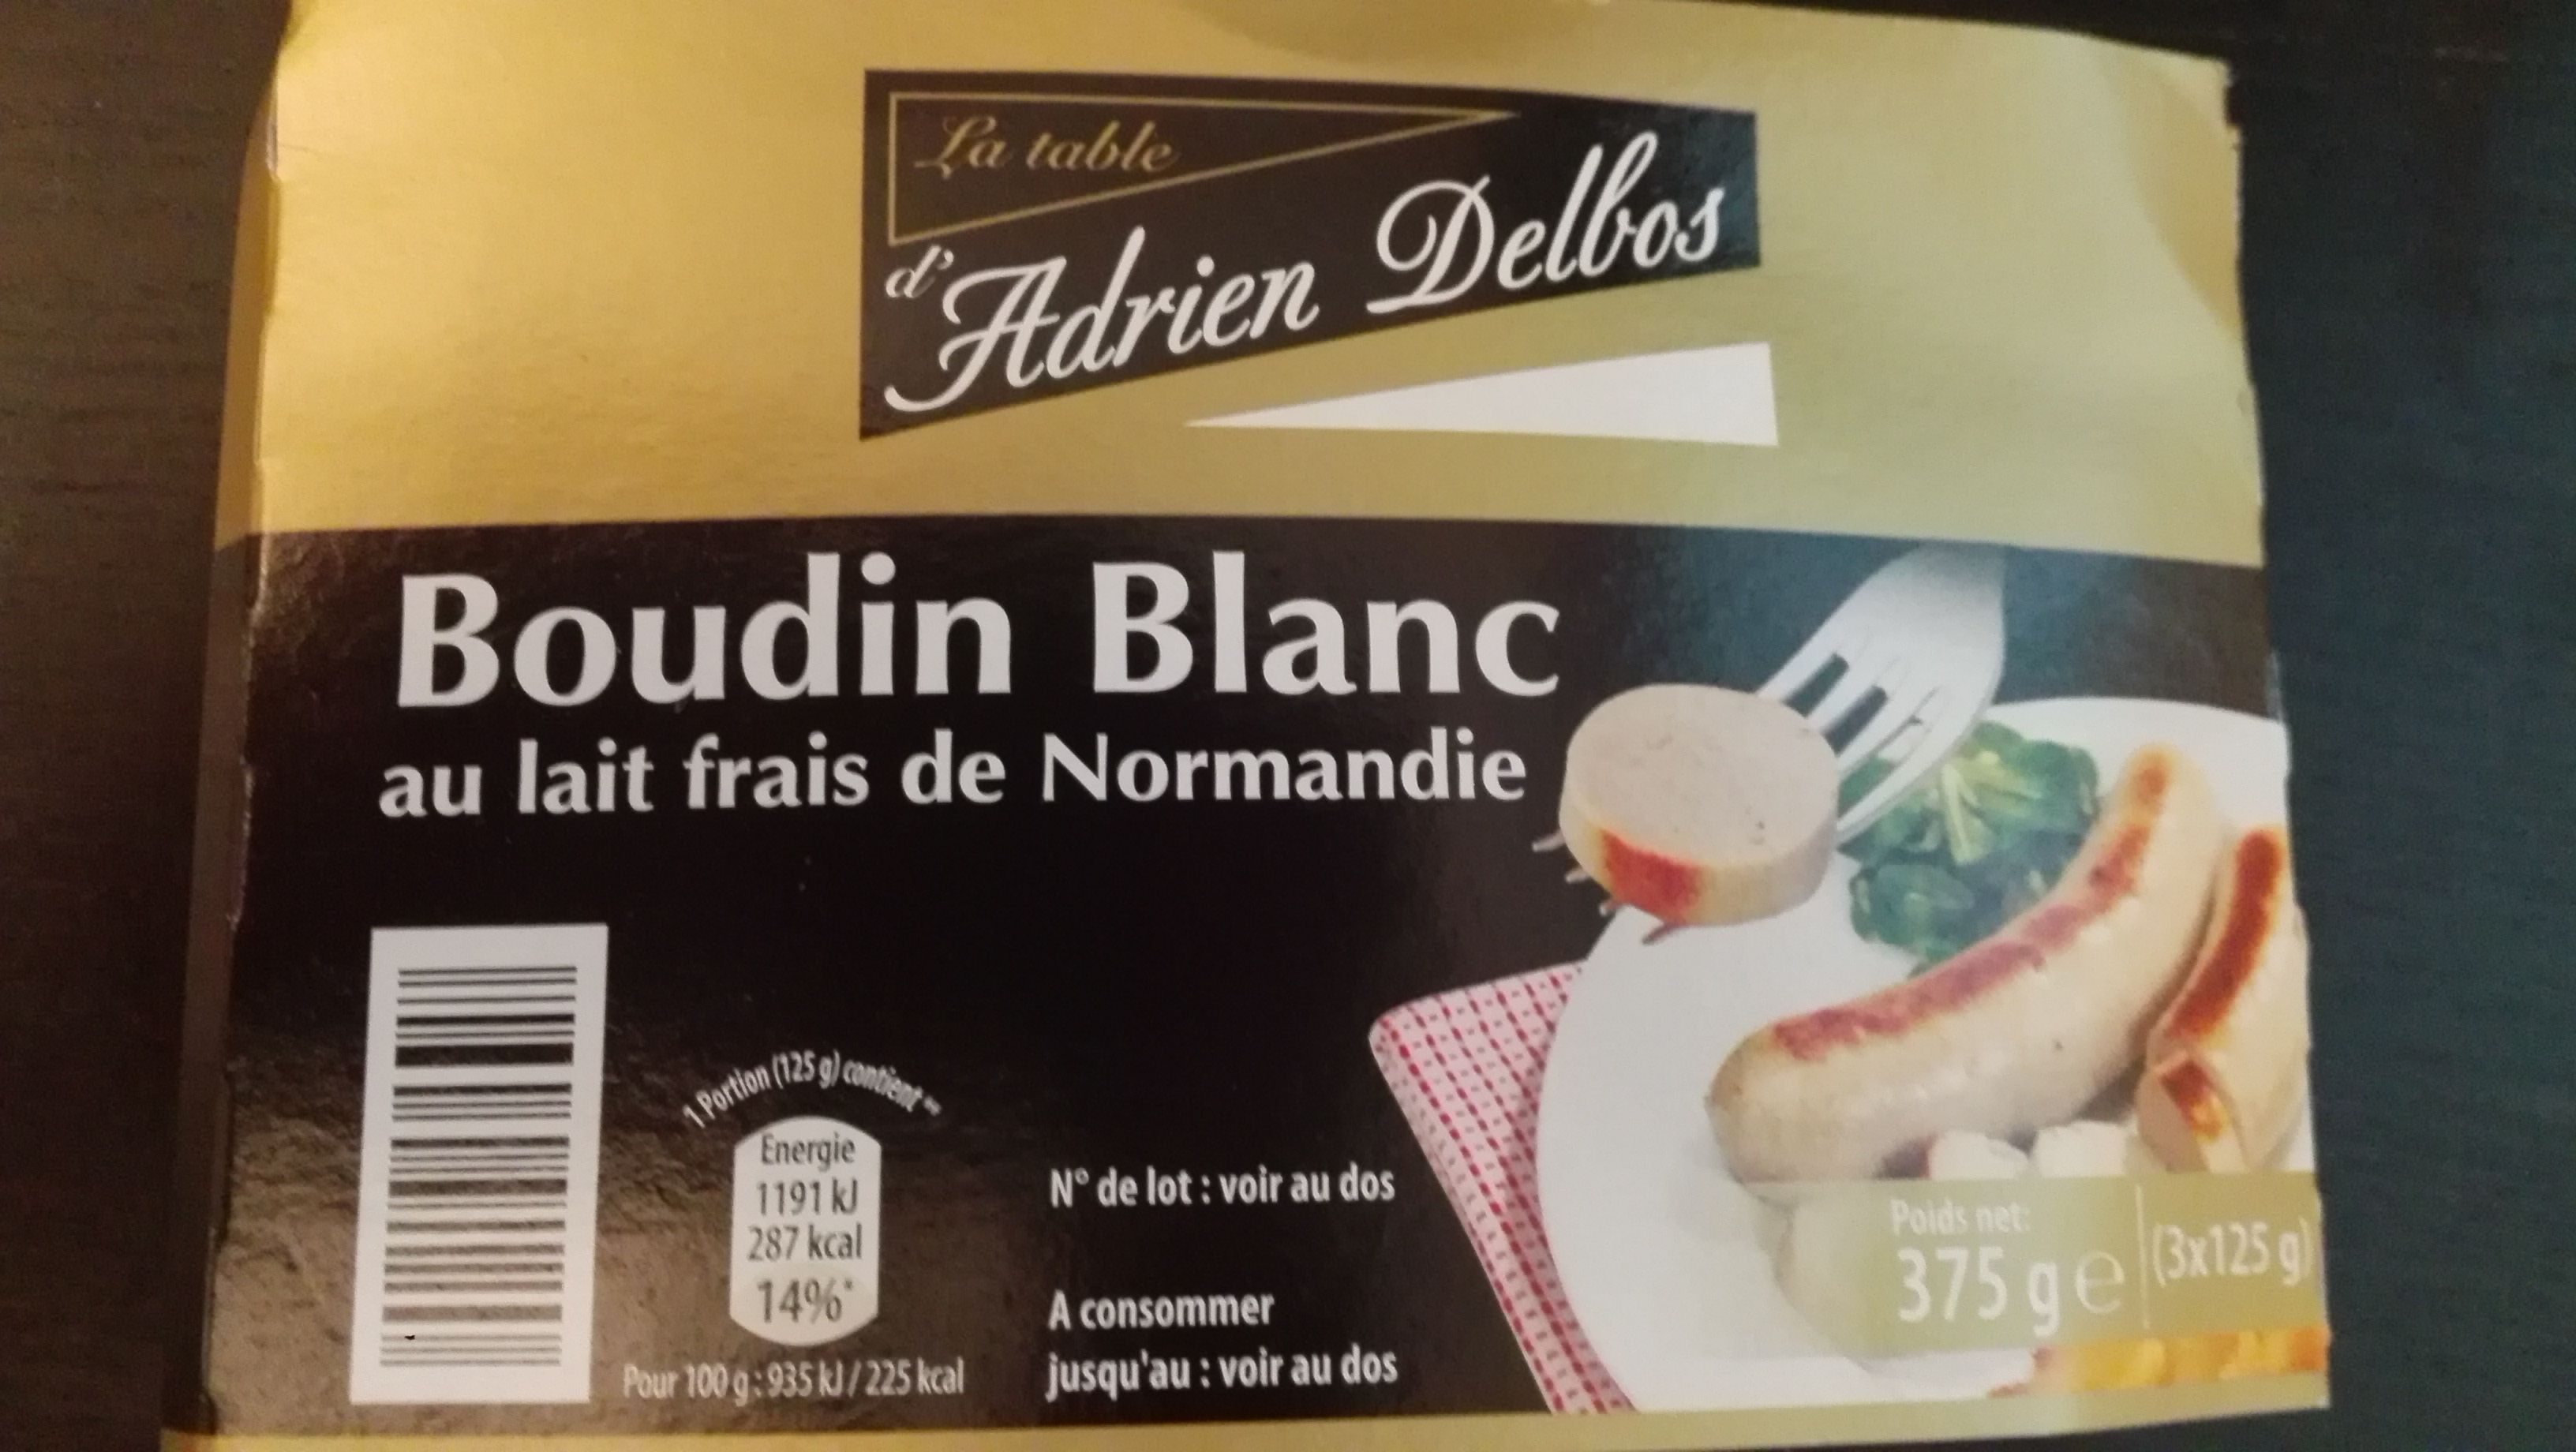 La table
d'Adrien Delbos
Boudin Blanc
au lait frais de Normandie
1 Portion (125 g) contient
Energie
1191 kJ
287 kcal
14%*
Pour 100 g : 935 kJ / 225 kcal
N° de lot : voir au dos
A consommer
jusqu'au : voir au dos
Poids net:
375 g e (3x125 g)